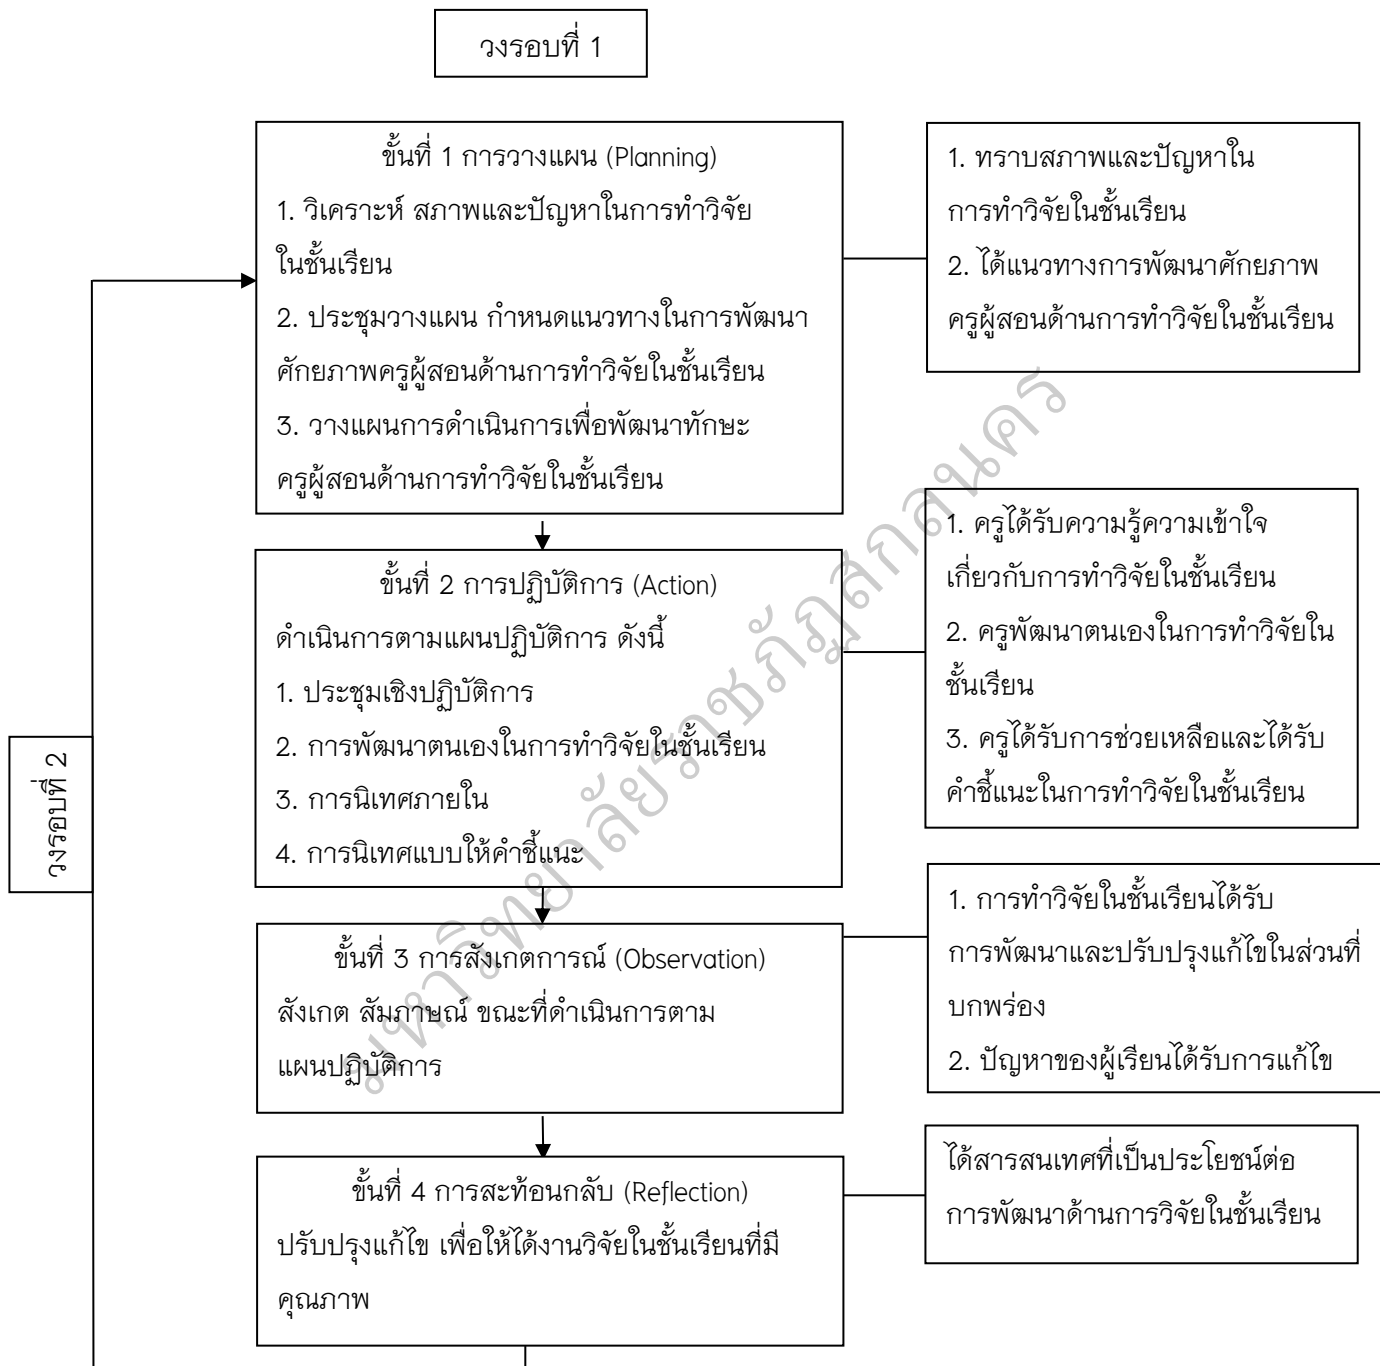 วงรอบที่ 1
ขั้นที่ 1 การวางแผน (Planning)
1. วิเคราะห์ สภาพและปัญหาในการทำวิจัย
ในชั้นเรียน
2. ประชุมวางแผน กำหนดแนวทางในการพัฒนา
ศักยภาพครูผู้สอนด้านการทำวิจัยในชั้นเรียน
3. วางแผนการดำเนินการเพื่อพัฒนาทักษะ
ครูผู้สอนด้านการทำวิจัยในชั้นเรียน
1. ทราบสภาพและปัญหาใน
การทำวิจัยในชั้นเรียน
2. ได้แนวทางการพัฒนาศักยภาพ
ครูผู้สอนด้านการทำวิจัยในชั้นเรียน
ขั้นที่ 2 การปฏิบัติการ (Action)
ดำเนินการตามแผนปฏิบัติการ ดังนี้
1. ประชุมเชิงปฏิบัติการ
2. การพัฒนาตนเองในการทำวิจัยในชั้นเรียน
3. การนิเทศภายใน
4. การนิเทศแบบให้คำชี้แนะ
1. ครูได้รับความรู้ความเข้าใจ
เกี่ยวกับการทำวิจัยในชั้นเรียน
2. ครูพัฒนาตนเองในการทำวิจัยใน
ชั้นเรียน
3. ครูได้รับการช่วยเหลือและได้รับ
คำชี้แนะในการทำวิจัยในชั้นเรียน
วงรอบที่ 2
ขั้นที่ 3 การสังเกตการณ์ (Observation)
สังเกต สัมภาษณ์ ขณะที่ดำเนินการตาม
แผนปฏิบัติการ
1. การทำวิจัยในชั้นเรียนได้รับ
การพัฒนาและปรับปรุงแก้ไขในส่วนที่
บกพร่อง
2. ปัญหาของผู้เรียนได้รับการแก้ไข
ขั้นที่ 4 การสะท้อนกลับ (Reflection)
ปรับปรุงแก้ไข เพื่อให้ได้งานวิจัยในชั้นเรียนที่มี
คุณภาพ
ได้สารสนเทศที่เป็นประโยชน์ต่อ
การพัฒนาด้านการวิจัยในชั้นเรียน
มหาวิทยาลัยราชภัฏสกลนคร